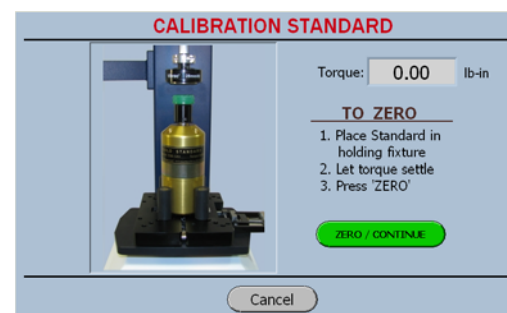 CALIBRATION STANDARD
Torque: 0.00 lb-in
TO ZERO
1. Place Standard in
holding fixture
2. Let torque settle
3. Press 'ZERO'
ZERO / CONTINUE
Cancel